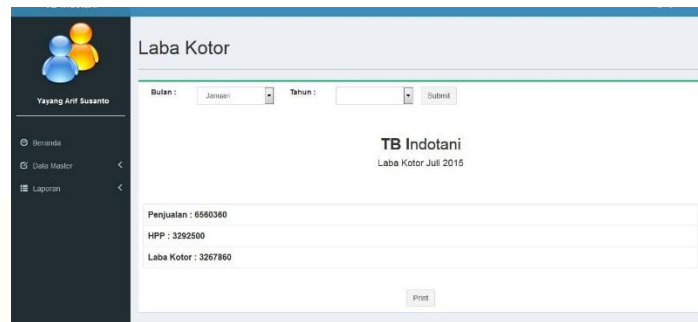 Laba Kotor
Yayang Arif Susanto
Beranda
Data Master
Laporan
Bulan : Januari Tahun : Submit
TB Indotani
Laba Kotor Juli 2015
Penjualan : 6560360
HPP : 3292500
Laba Kotor : 3267860
Print